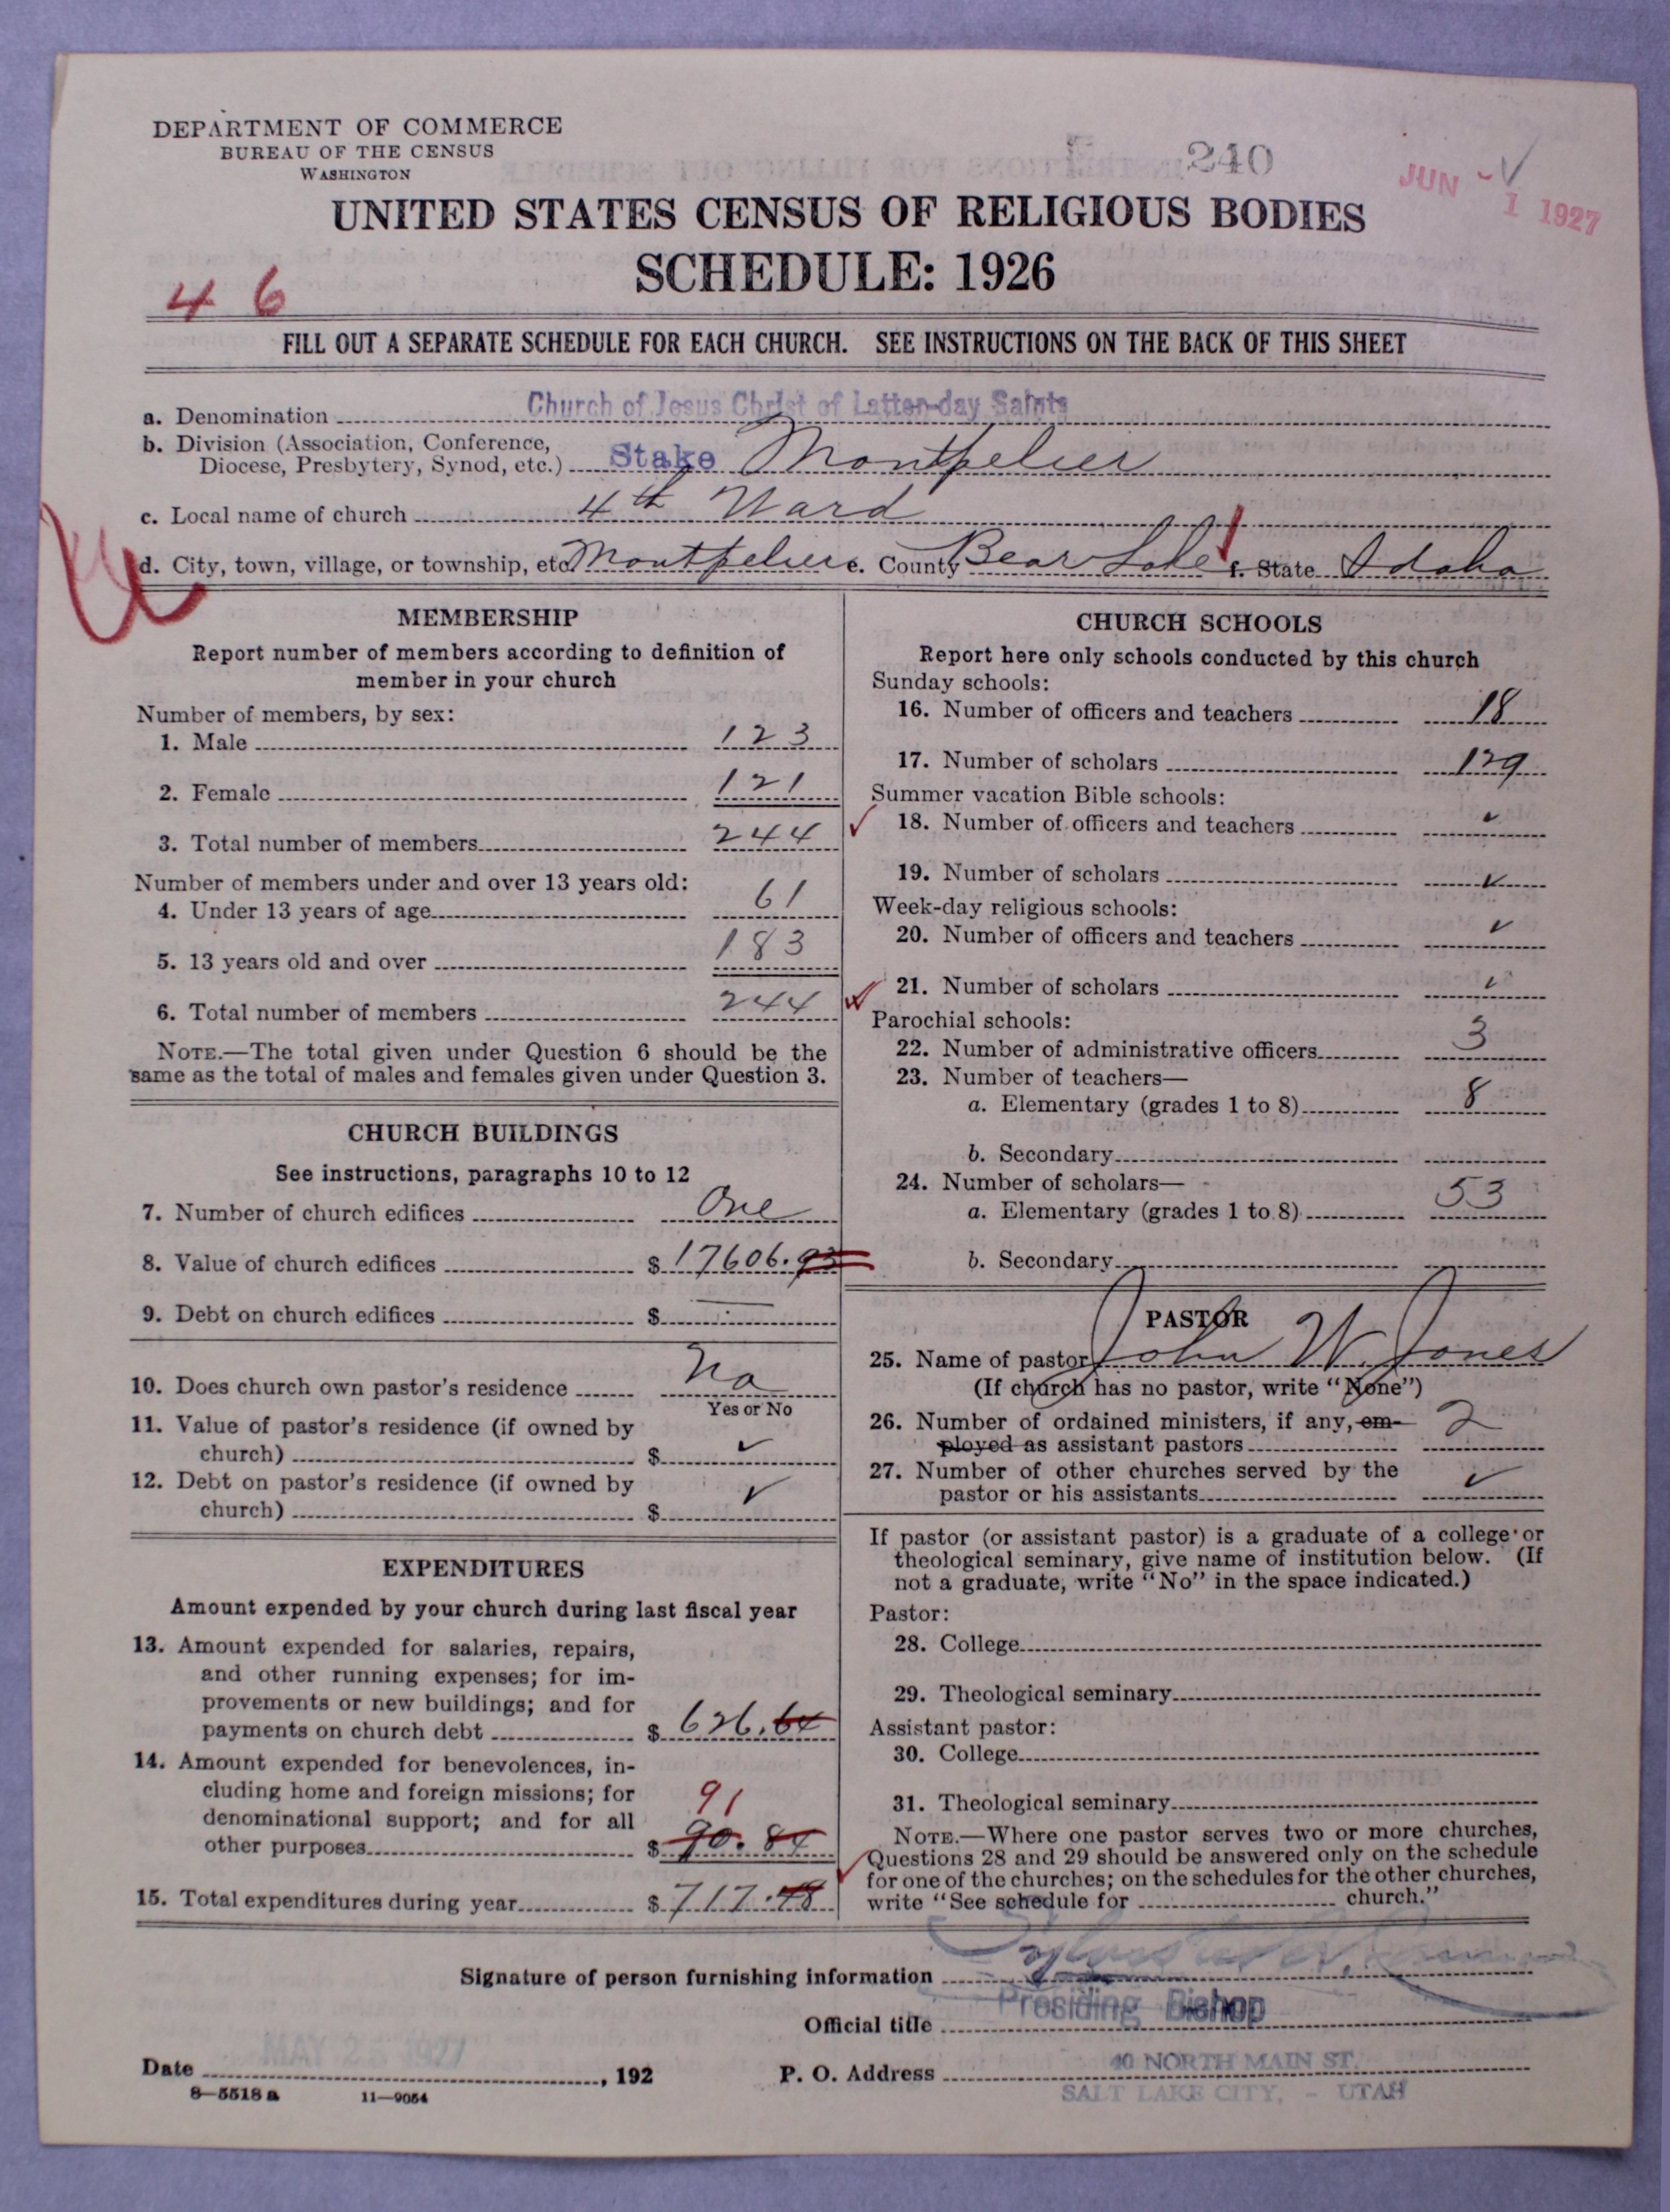 DEPARTMENT OF COMMERCE
BUREAU OF THE CENSUS
WASHINGTON
240
JUN - 1 1927
UNITED STATES CENSUS OF RELIGIOUS BODIES
SCHEDULE: 1926
4 6
FILL OUT A SEPARATE SCHEDULE FOR EACH CHURCH. SEE INSTRUCTIONS ON THE BACK OF THIS SHEET
a. Denomination Church of Jesus Christ of Latter-day Saints
b. Division (Association, Conference,
Diocese, Presbytery, Synod, etc.) Stake Montpelier
c. Local name of church 4th Ward
d. City, town, village, or township, etc. Montpelier e. County Bear Lake f. State Idaho
MEMBERSHIP
Report number of members according to definition of
member in your church
Number of members, by sex:
1. Male 123
2. Female 121
3. Total number of members 244
Number of members under and over 13 years old:
4. Under 13 years of age 61
5. 13 years old and over 183
6. Total number of members 244
NOTE.—The total given under Question 6 should be the
same as the total of males and females given under Question 3.
CHURCH BUILDINGS
See instructions, paragraphs 10 to 12
7. Number of church edifices One
8. Value of church edifices $ 17606.93
9. Debt on church edifices $ —
10. Does church own pastor's residence No
Yes or No
11. Value of pastor's residence (if owned by
church) $ ✓
12. Debt on pastor's residence (if owned by
church) $ ✓
EXPENDITURES
Amount expended by your church during last fiscal year
13. Amount expended for salaries, repairs,
and other running expenses; for im-
provements or new buildings; and for
payments on church debt $ 626.64
14. Amount expended for benevolences, in-
cluding home and foreign missions; for
denominational support; and for all
91
other purposes $ 90.84
15. Total expenditures during year $ 717.48
CHURCH SCHOOLS
Report here only schools conducted by this church
Sunday schools:
16. Number of officers and teachers 18
17. Number of scholars 129
Summer vacation Bible schools:
18. Number of officers and teachers ✓
19. Number of scholars ✓
Week-day religious schools:
20. Number of officers and teachers ✓
21. Number of scholars ✓
Parochial schools:
22. Number of administrative officers 3
23. Number of teachers—
a. Elementary (grades 1 to 8) 8
b. Secondary
24. Number of scholars—
a. Elementary (grades 1 to 8) 53
b. Secondary
PASTOR
25. Name of pastor John W. Jones
(If church has no pastor, write "None")
26. Number of ordained ministers, if any, em-
ployed as assistant pastors 2
27. Number of other churches served by the
pastor or his assistants ✓
If pastor (or assistant pastor) is a graduate of a college or
theological seminary, give name of institution below. (If
not a graduate, write "No" in the space indicated.)
Pastor:
28. College
29. Theological seminary
Assistant pastor:
30. College
31. Theological seminary
NOTE.—Where one pastor serves two or more churches,
Questions 28 and 29 should be answered only on the schedule
for one of the churches; on the schedules for the other churches,
write "See schedule for church."
Signature of person furnishing information
Official title Presiding Bishop
Date MAY 25 1927, 192
P. O. Address 40 NORTH MAIN ST.
SALT LAKE CITY, - UTAH
8—5518a 11—9054